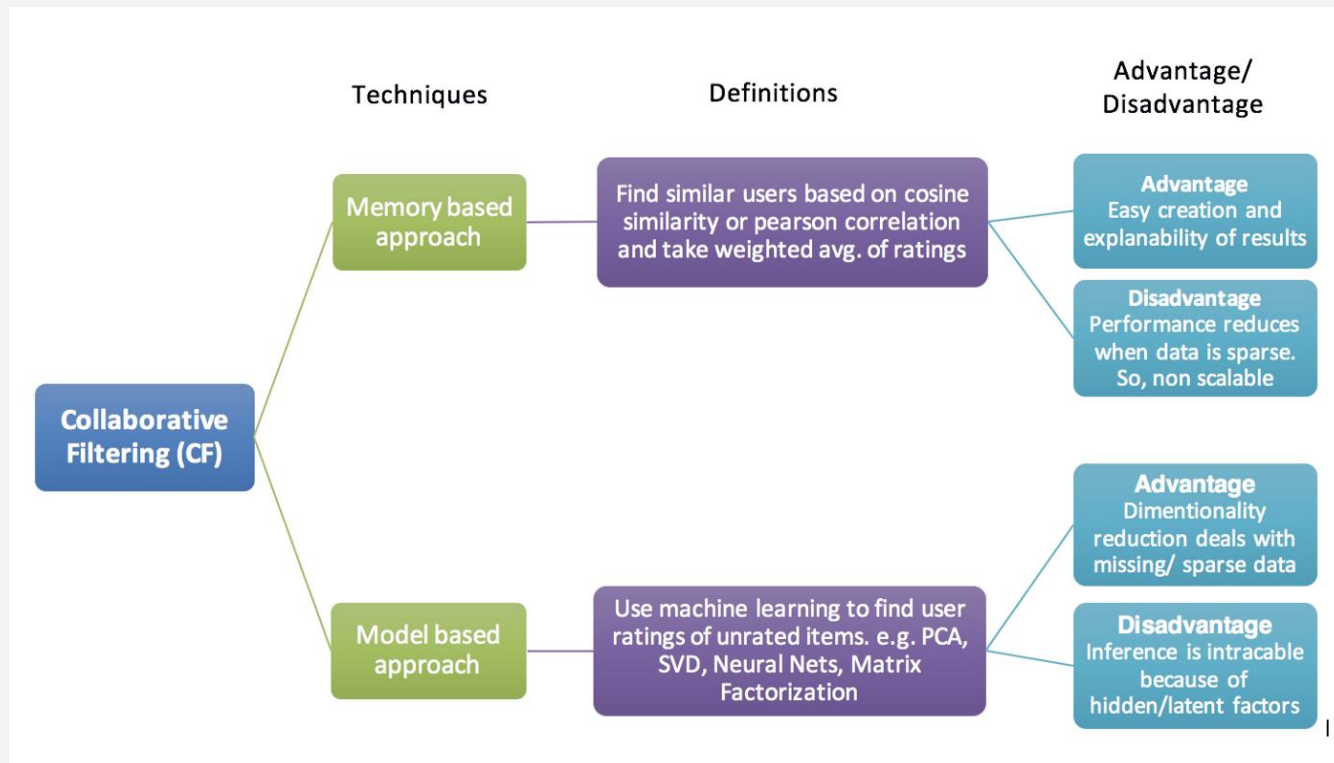 Techniques
Definitions
Advantage/
Disadvantage
Collaborative
Filtering (CF)
Memory based
approach
Find similar users based on cosine
similarity or pearson correlation
and take weighted avg. of ratings
Advantage
Easy creation and
explanability of results
Disadvantage
Performance reduces
when data is sparse.
So, non scalable
Model based
approach
Use machine learning to find user
ratings of unrated items. e.g. PCA,
SVD, Neural Nets, Matrix
Factorization
Advantage
Dimentionality
reduction deals with
missing/ sparse data
Disadvantage
Inference is intracable
because of
hidden/latent factors